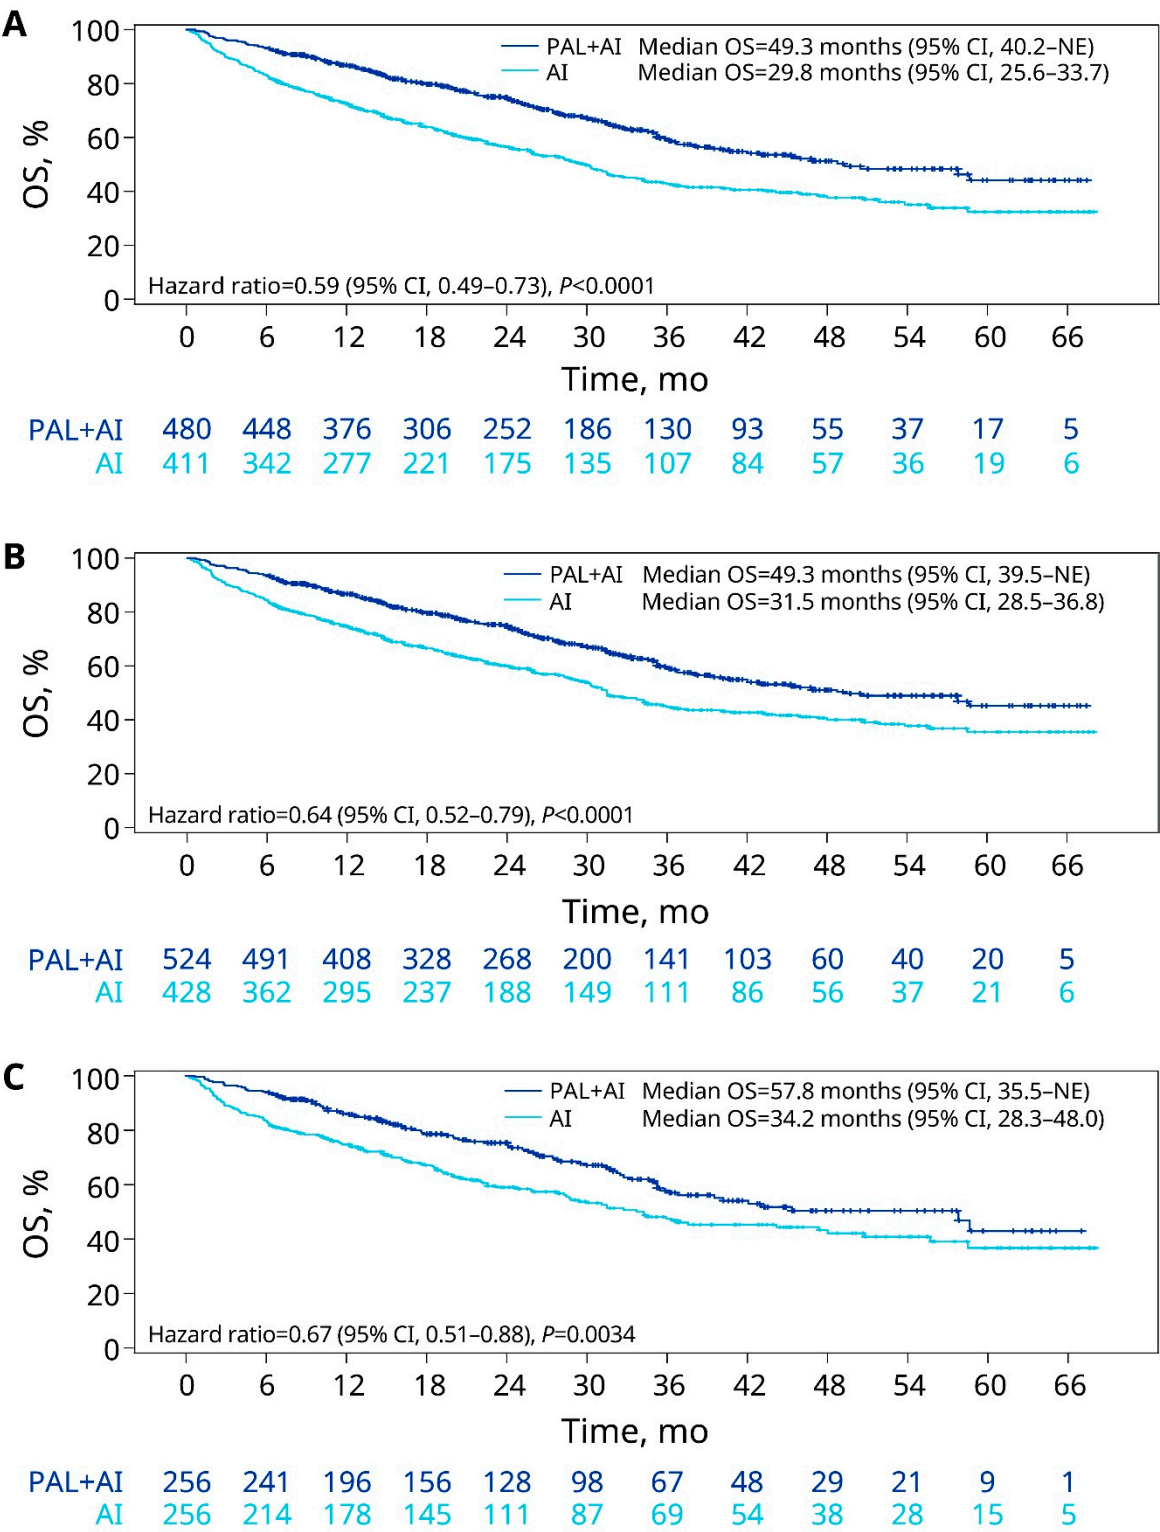 A
100
80
60
40
20
0
OS, %
PAL+AI Median OS=49.3 months (95% CI, 40.2–NE)
AI Median OS=29.8 months (95% CI, 25.6–33.7)
Hazard ratio=0.59 (95% CI, 0.49–0.73), P<0.0001
0 6 12 18 24 30 36 42 48 54 60 66
Time, mo
PAL+AI 480 448 376 306 252 186 130 93 55 37 17 5
AI 411 342 277 221 175 135 107 84 57 36 19 6
B
100
80
60
40
20
0
OS, %
PAL+AI Median OS=49.3 months (95% CI, 39.5–NE)
AI Median OS=31.5 months (95% CI, 28.5–36.8)
Hazard ratio=0.64 (95% CI, 0.52–0.79), P<0.0001
0 6 12 18 24 30 36 42 48 54 60 66
Time, mo
PAL+AI 524 491 408 328 268 200 141 103 60 40 20 5
AI 428 362 295 237 188 149 111 86 56 37 21 6
C
100
80
60
40
20
0
OS, %
PAL+AI Median OS=57.8 months (95% CI, 35.5–NE)
AI Median OS=34.2 months (95% CI, 28.3–48.0)
Hazard ratio=0.67 (95% CI, 0.51–0.88), P=0.0034
0 6 12 18 24 30 36 42 48 54 60 66
Time, mo
PAL+AI 256 241 196 156 128 98 67 48 29 21 9 1
AI 256 214 178 145 111 87 69 54 38 28 15 5